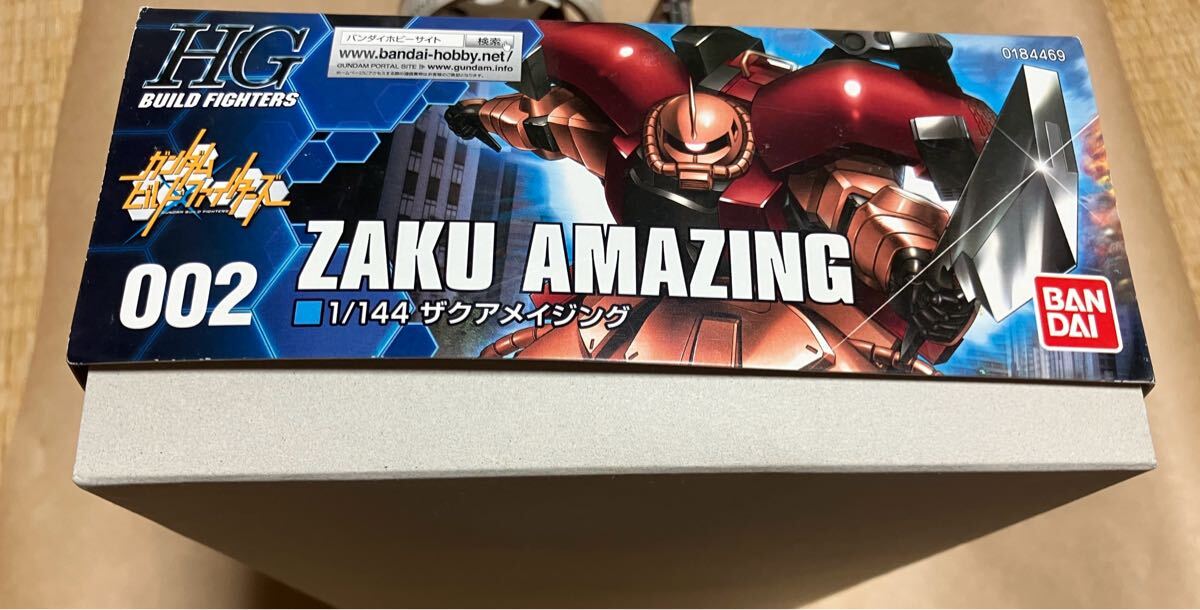 HG
BUILD FIGHTERS
バンダイホビーサイト 検索
www.bandai-hobby.net/
GUNDAM PORTAL SITE www.gundam.info
0184469
ガンダム
ビルドファイターズ
GUNDAM BUILD FIGHTERS
002
ZAKU AMAZING
1/144 ザクアメイジング
BAN
DAI